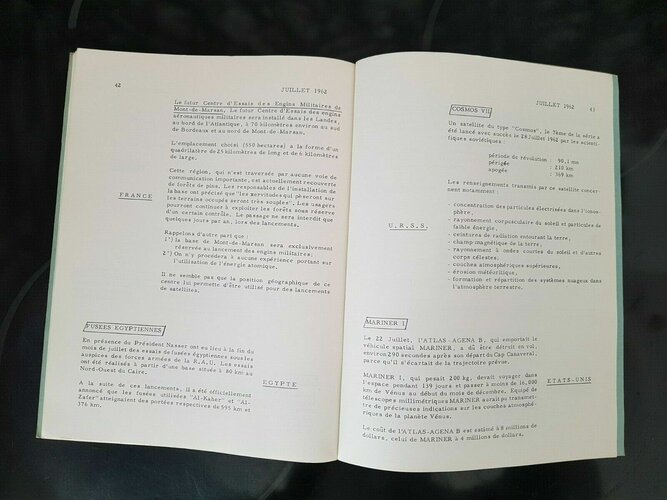 42
JUILLET 1962
Le futur Centre d'Essais des Engins Militaires de
Mont-de-Marsan. Le futur Centre d'Essais des engins
aéronautiques militaires sera installé dans les Landes,
au bord de l'Atlantique, à 70 kilomètres environ au sud
de Bordeaux et au nord de Mont-de-Marsan.
L'emplacement choisi (550 hectares) a la forme d'un
quadrilatère de 25 kilomètres de long et 6 kilomètres
de large.
Cette région, qui n'est traversée par aucune voie de
communication importante, est actuellement recouverte
de forêts de pins. Les responsables de l'installation de
la base ont précisé que "les servitudes qui pèseront sur
les terrains occupés seront très souples". Les usagers
pourront continuer à exploiter les forêts sous réserve
d'un certain contrôle. Le passage ne sera interdit que
quelques jours par an, lors des lancements.
FRANCE
Rappelons d'autre part que :
1°) la base de Mont-de-Marsan sera exclusivement
réservée au lancement des engins militaires ;
2°) On n'y procédera à aucune expérience portant sur
l'utilisation de l'énergie atomique.
Il ne semble pas que la position géographique de ce
centre lui permette d'être utilisé pour des lancements
de satellites.
FUSEES EGYPTIENNES
En présence du Président Nasser ont eu lieu à la fin du
mois de juillet des essais de fusées égyptiennes sous les
auspices des forces armées de la R.A.U. Les essais
ont été réalisés à partir d'une base située à 80 km au
Nord-Ouest du Caire.
EGYPTE
A la suite de ces lancements, il a été officiellement
annoncé que les fusées utilisées "Al-Kaher" et "Al-
Zafer" atteignaient des portées respectives de 595 km et
376 km
JUILLET 1962
43
COSMOS VII
Un satellite du type "Cosmos", le 7ème de la série a
été lancé avec succès le 28 Juillet 1962 par les scienti-
fiques soviétiques :
période de révolution : 90,1 mn
périgée : 210 km
apogée : 369 km
Les renseignements transmis par ce satellite concer-
nent notamment :
- concentration des particules électrisées dans l'ionos-
phère,
- rayonnement corpusculaire du soleil et particules de
faible énergie,
- ceintures de radiation entourant la terre,
- champ magnétique de la terre,
- rayonnement à ondes courtes du soleil et d'autres
corps célestes,
- couches atmosphériques supérieures,
- érosion météorique,
- formation et répartition des systèmes nuageux dans
l'atmosphère terrestre.
U.R.S.S.
MARINER I
Le 22 Juillet, l'ATLAS-AGENA B, qui emportait le
véhicule spatial MARINER, a dû être détruit en vol,
environ 290 secondes après son départ du Cap Canaveral,
parce qu'il s'écartait de la trajectoire prévue.
MARINER I, qui pesait 200 kg, devait voyager dans
l'espace pendant 139 jours et passer à moins de 16,000
km de Vénus au début du mois de décembre. Equipé de
télescopes millimétriques MARINER aurait pu transmet-
tre de précieuses indications sur les couches atmosphé-
riques de la planète Vénus.
ETATS-UNIS
Le coût de l'ATLAS-AGENA B est estimé à 8 millions de
dollars, celui de MARINER à 4 millions de dollars.